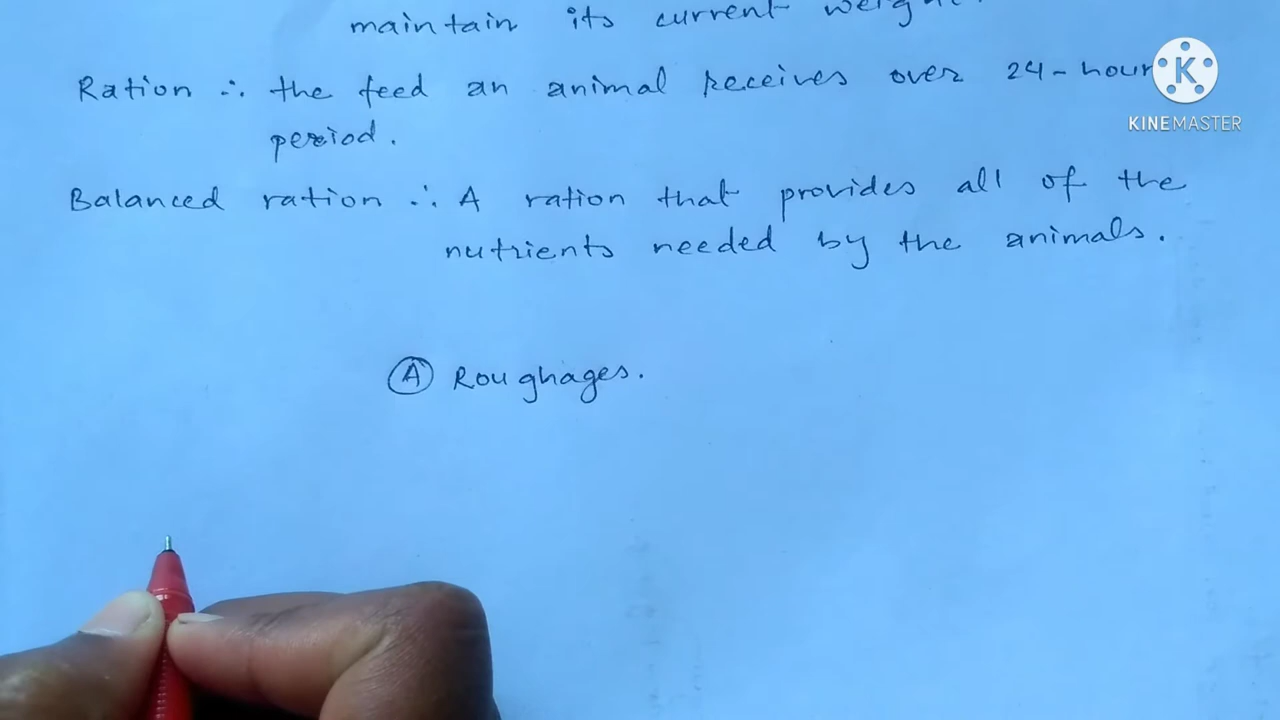 maintain its current weight.
Ration ∴ the feed an animal receives over 24-hour
period.
Balanced ration ∴ A ration that provides all of the
nutrients needed by the animals.
Ⓐ Roughages.
K
KINEMASTER